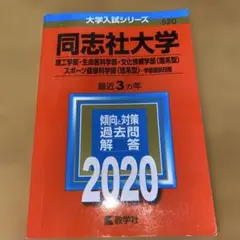 大学入試シリーズ
520
同志社大学
理工学部・生命医科学部・文化情報学部〈理系型〉
スポーツ健康科学部〈理系型〉―学部個別日程
最近3カ年
傾向と対策
過去問
解答
2020
教学社